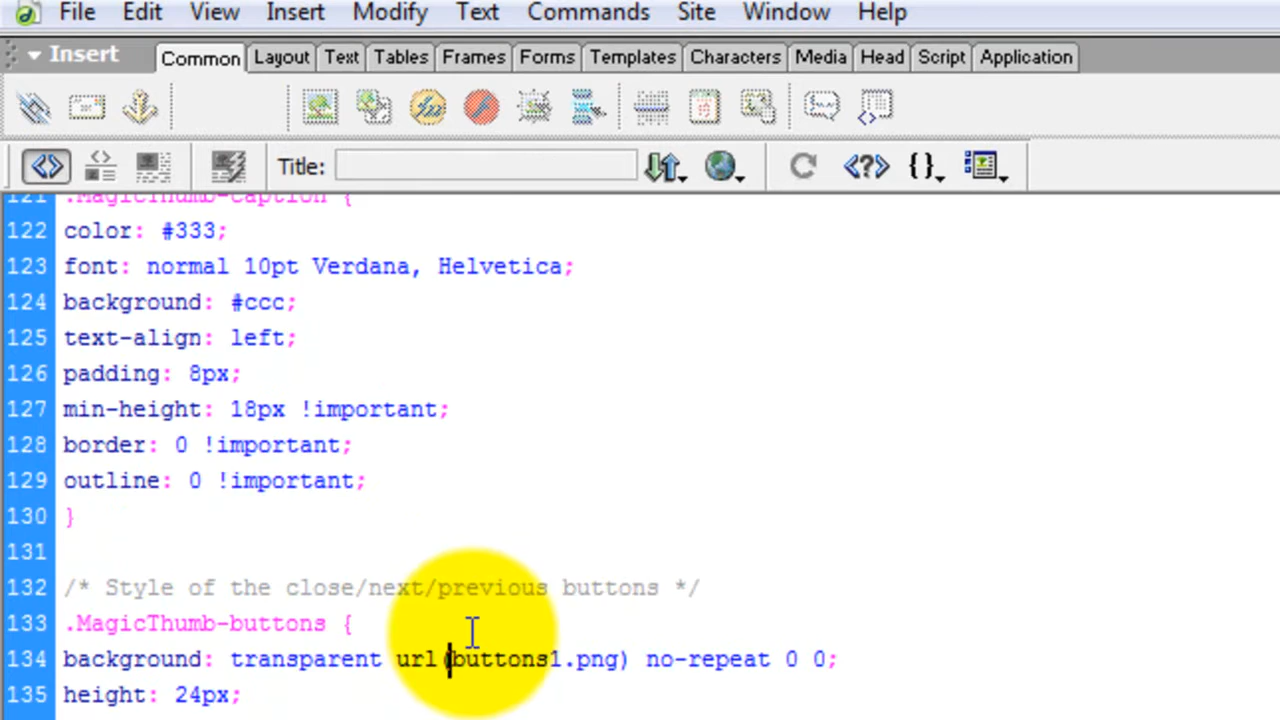 File Edit View Insert Modify Text Commands Site Window Help
Insert Common Layout Text Tables Frames Forms Templates Characters Media Head Script Application
Title:
121 .MagicThumb-caption {
122 color: #333;
123 font: normal 10pt Verdana, Helvetica;
124 background: #ccc;
125 text-align: left;
126 padding: 8px;
127 min-height: 18px !important;
128 border: 0 !important;
129 outline: 0 !important;
130 }
131
132 /* Style of the close/next/previous buttons */
133 .MagicThumb-buttons {
134 background: transparent url(buttons1.png) no-repeat 0 0;
135 height: 24px;